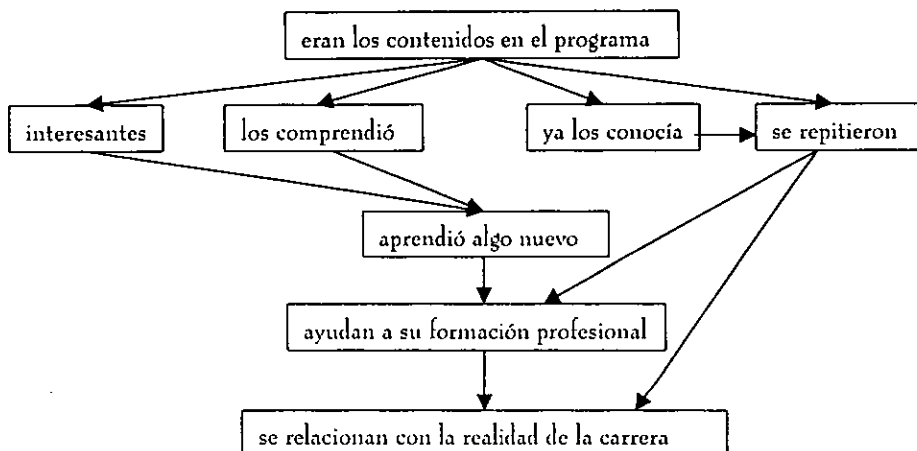 eran los contenidos en el programa
interesantes
los comprendió
ya los conocía
se repitieron
aprendió algo nuevo
ayudan a su formación profesional
se relacionan con la realidad de la carrera